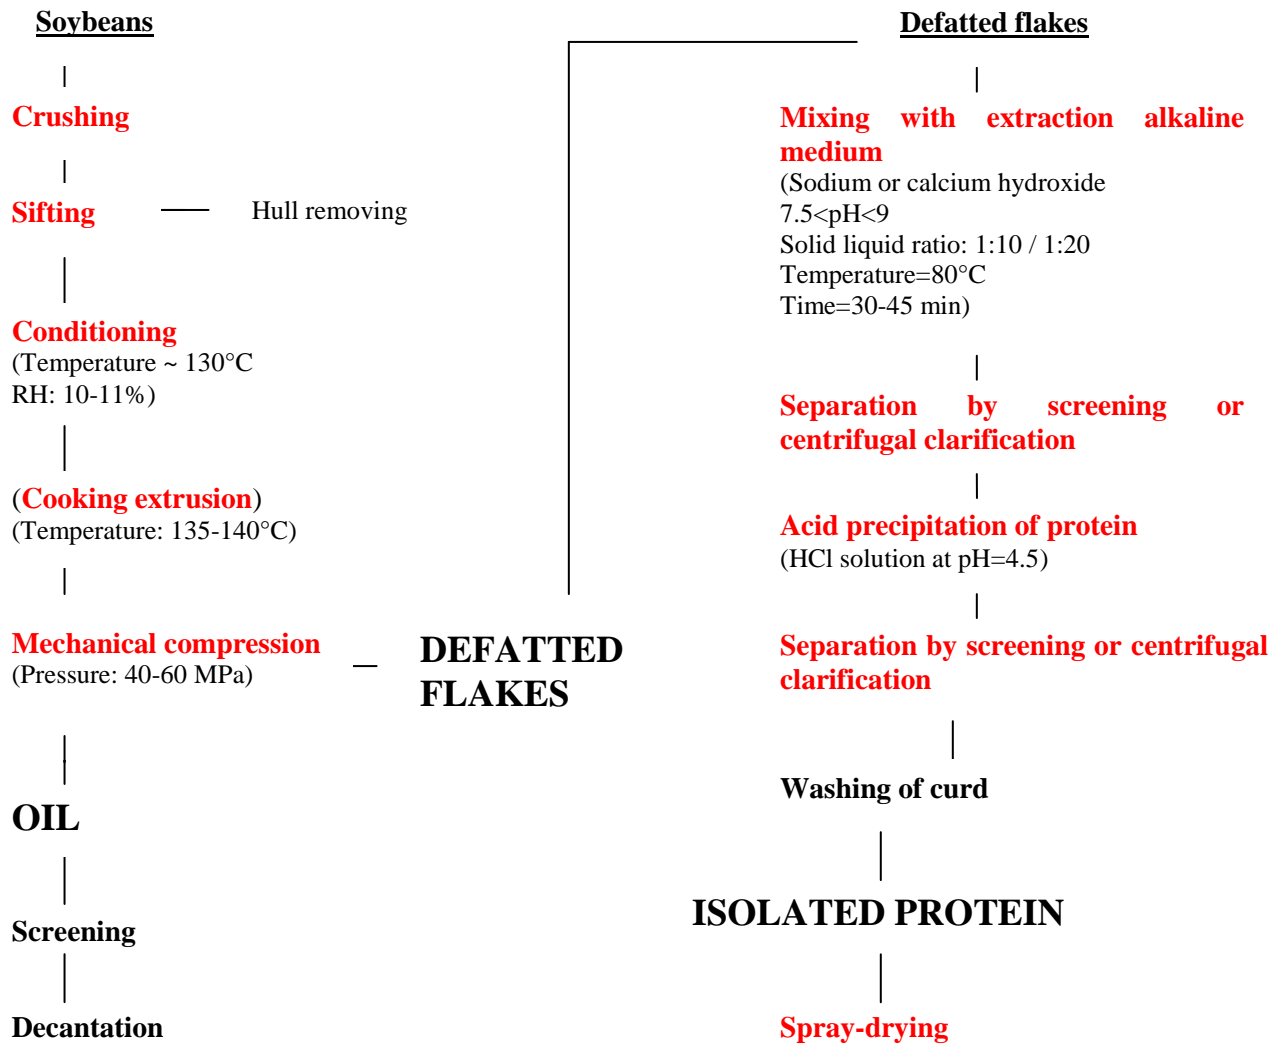 Soybeans
Crushing
Sifting
Hull removing
Conditioning
(Temperature ~ 130°C
RH: 10-11%)
(Cooking extrusion)
(Temperature: 135-140°C)
Mechanical compression
(Pressure: 40-60 MPa)
DEFATTED
FLAKES
OIL
Screening
Decantation
Defatted flakes
Mixing with extraction alkaline
medium
(Sodium or calcium hydroxide
7.5<pH<9
Solid liquid ratio: 1:10 / 1:20
Temperature=80°C
Time=30-45 min)
Separation by screening or
centrifugal clarification
Acid precipitation of protein
(HCl solution at pH=4.5)
Separation by screening or centrifugal
clarification
Washing of curd
ISOLATED PROTEIN
Spray-drying